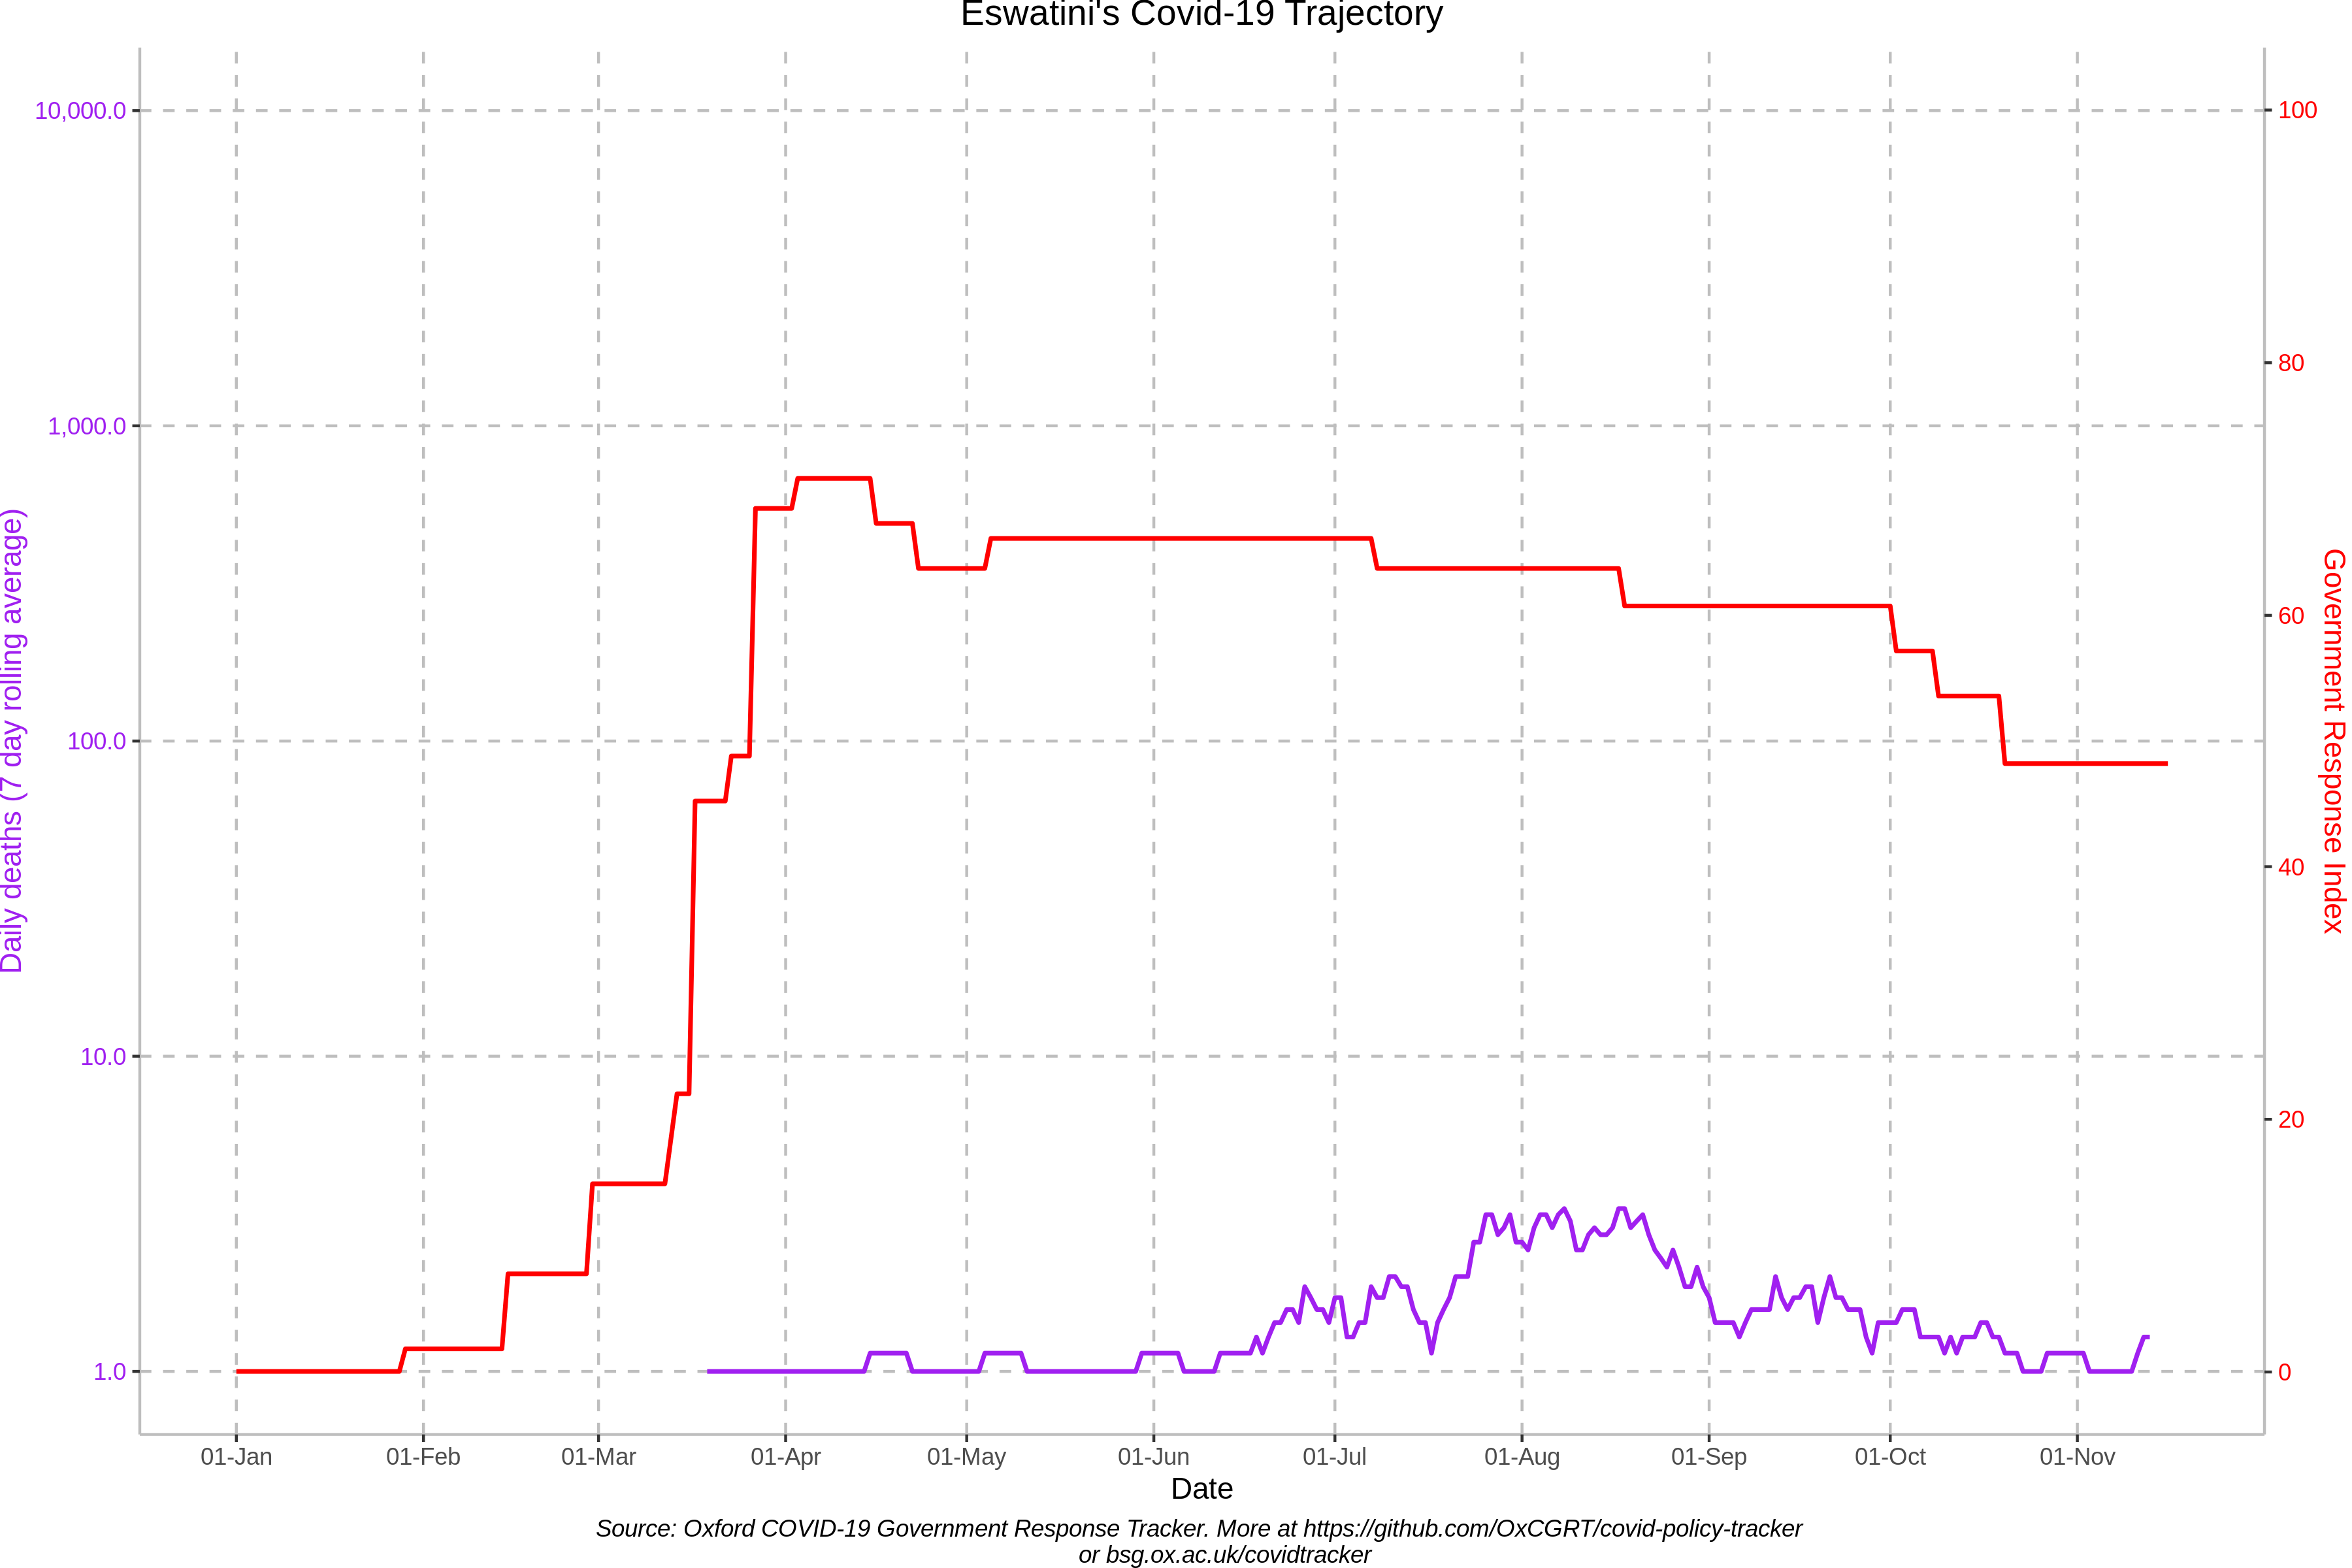 Eswatini's Covid-19 Trajectory
10,000.0
1,000.0
100.0
10.0
1.0
Daily deaths (7 day rolling average)
100
80
60
40
20
0
Government Response Index
01-Jan 01-Feb 01-Mar 01-Apr 01-May 01-Jun 01-Jul 01-Aug 01-Sep 01-Oct 01-Nov
Date
Source: Oxford COVID-19 Government Response Tracker. More at https://github.com/OxCGRT/covid-policy-tracker
or bsg.ox.ac.uk/covidtracker